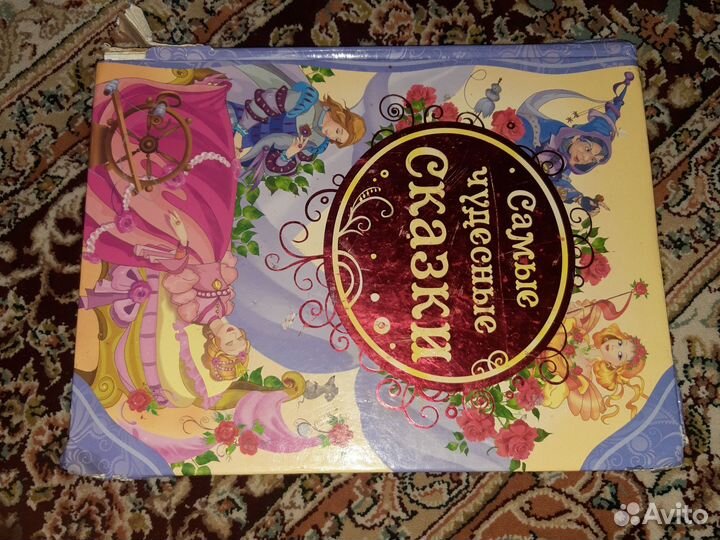 Самые
чудесные
сказки
Avito